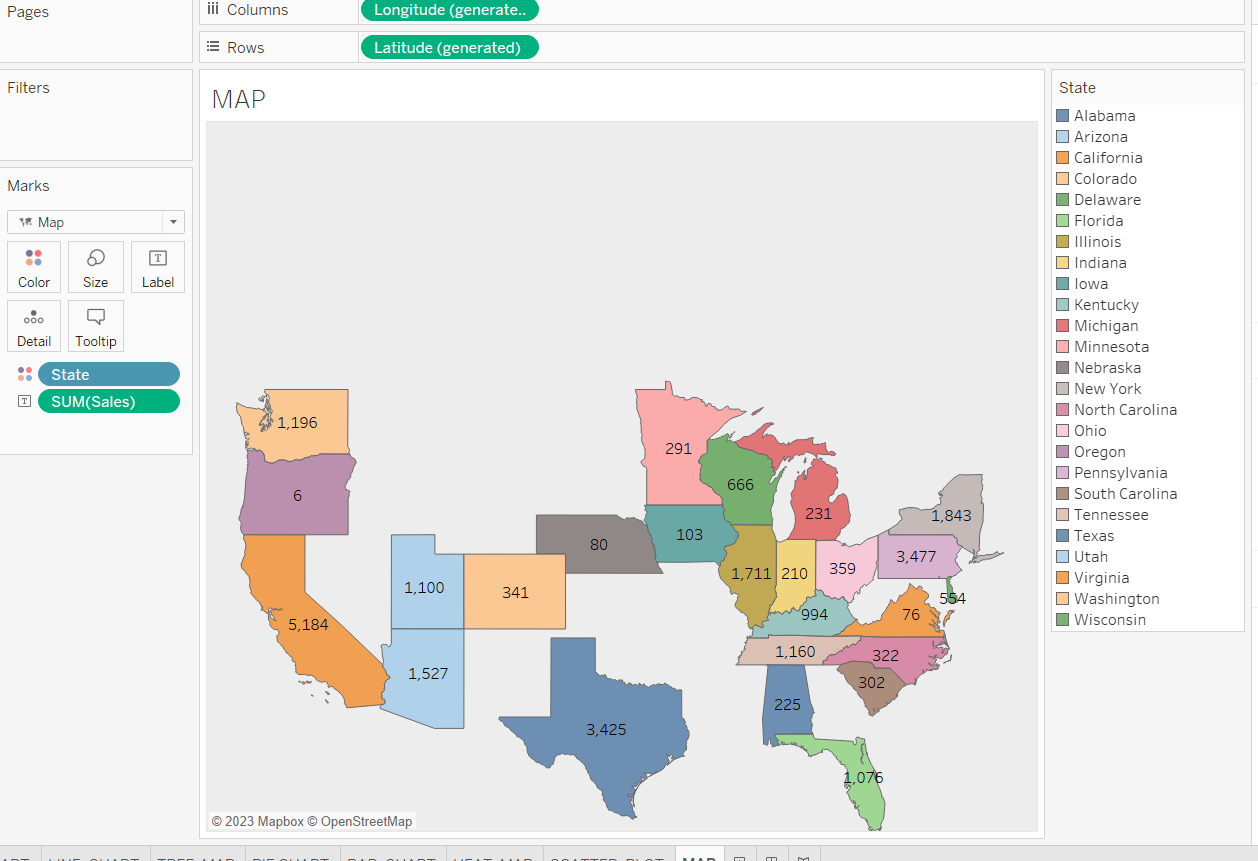 Pages
Columns
Longitude (generate..
Rows
Latitude (generated)
Filters
Marks
Map
Color
Size
Label
Detail
Tooltip
State
SUM(Sales)
MAP
1,196
6
5,184
1,100
1,527
341
80
3,425
291
103
666
231
1,711
210
359
994
1,160
225
1,076
302
322
76
554
3,477
1,843
© 2023 Mapbox © OpenStreetMap
State
Alabama
Arizona
California
Colorado
Delaware
Florida
Illinois
Indiana
Iowa
Kentucky
Michigan
Minnesota
Nebraska
New York
North Carolina
Ohio
Oregon
Pennsylvania
South Carolina
Tennessee
Texas
Utah
Virginia
Washington
Wisconsin
MAP